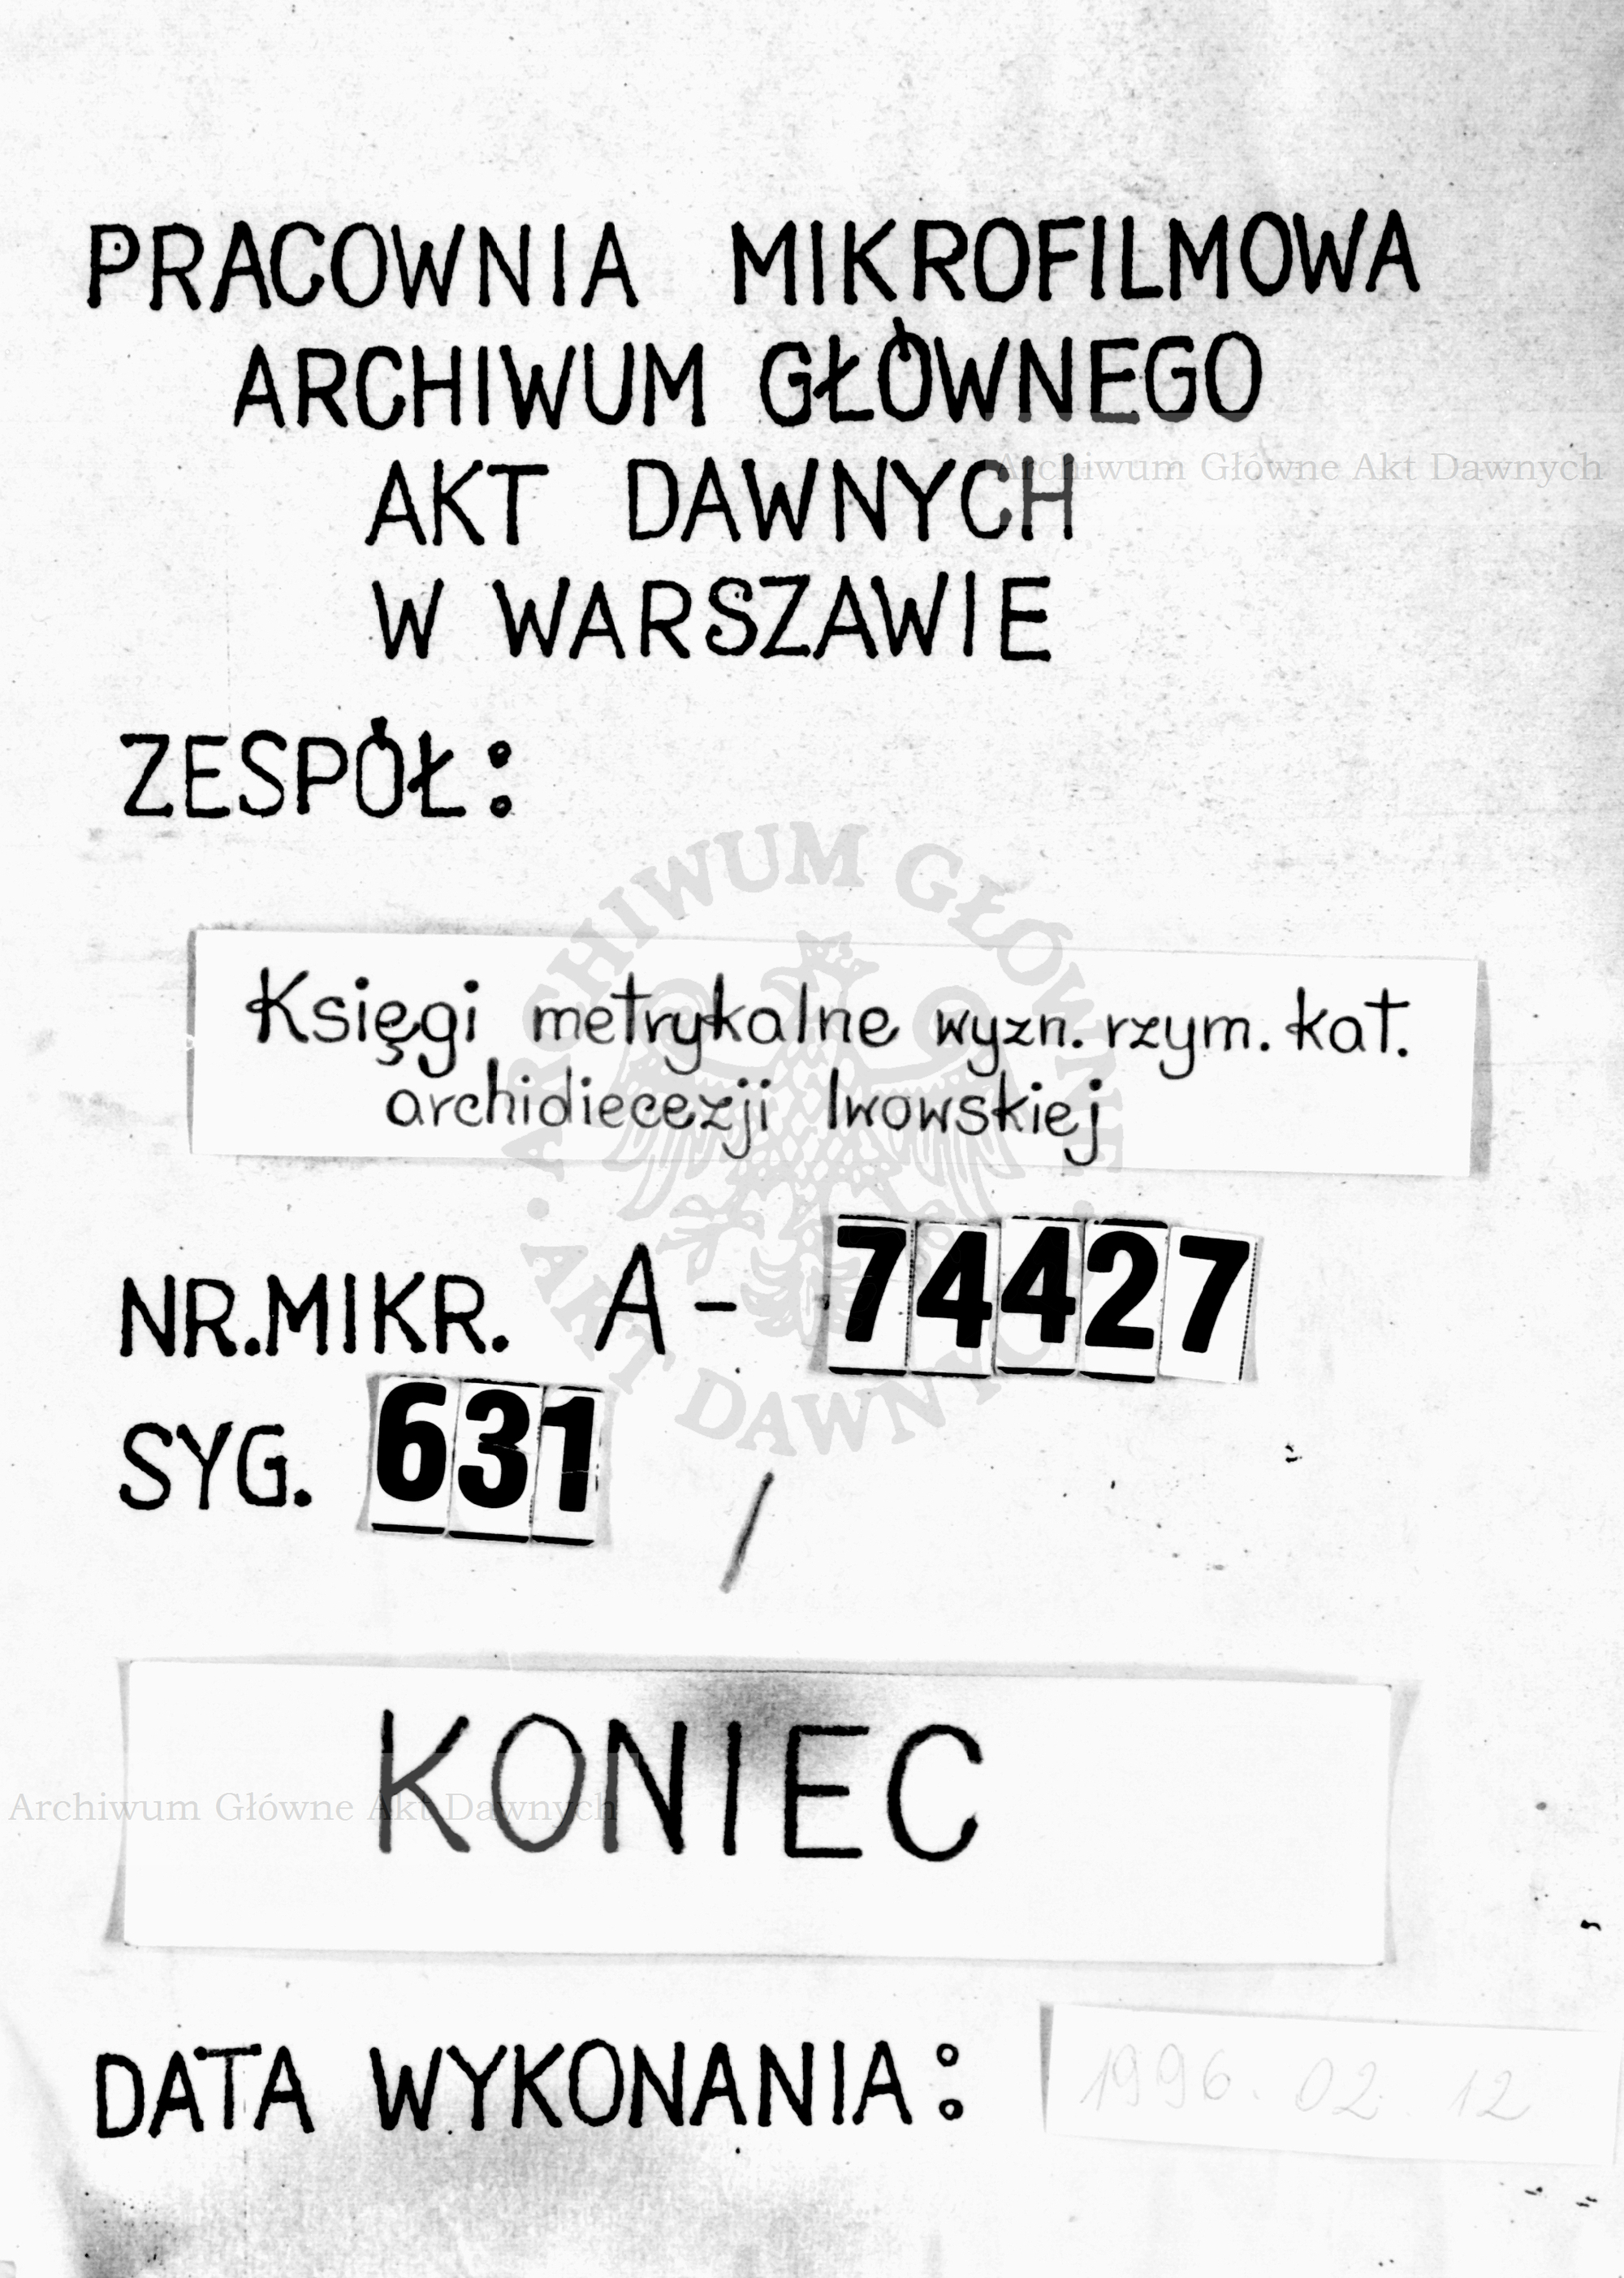 PRACOWNIA MIKROFILMOWA
ARCHIWUM GŁÓWNEGO
Archiwum Główne Akt Dawnych
AKT DAWNYCH
W WARSZAWIE
ZESPÓŁ:
ARCHIWUM GŁÓWNE
Księgi metrykalne wyzn. rzym. kat.
archidiecezji lwowskiej
NR. MIKR. A - 74427
AKT DAWNYCH
SYG. 631 /
KONIEC
Archiwum Główne Akt Dawnych
DATA WYKONANIA: 1996. 02 12